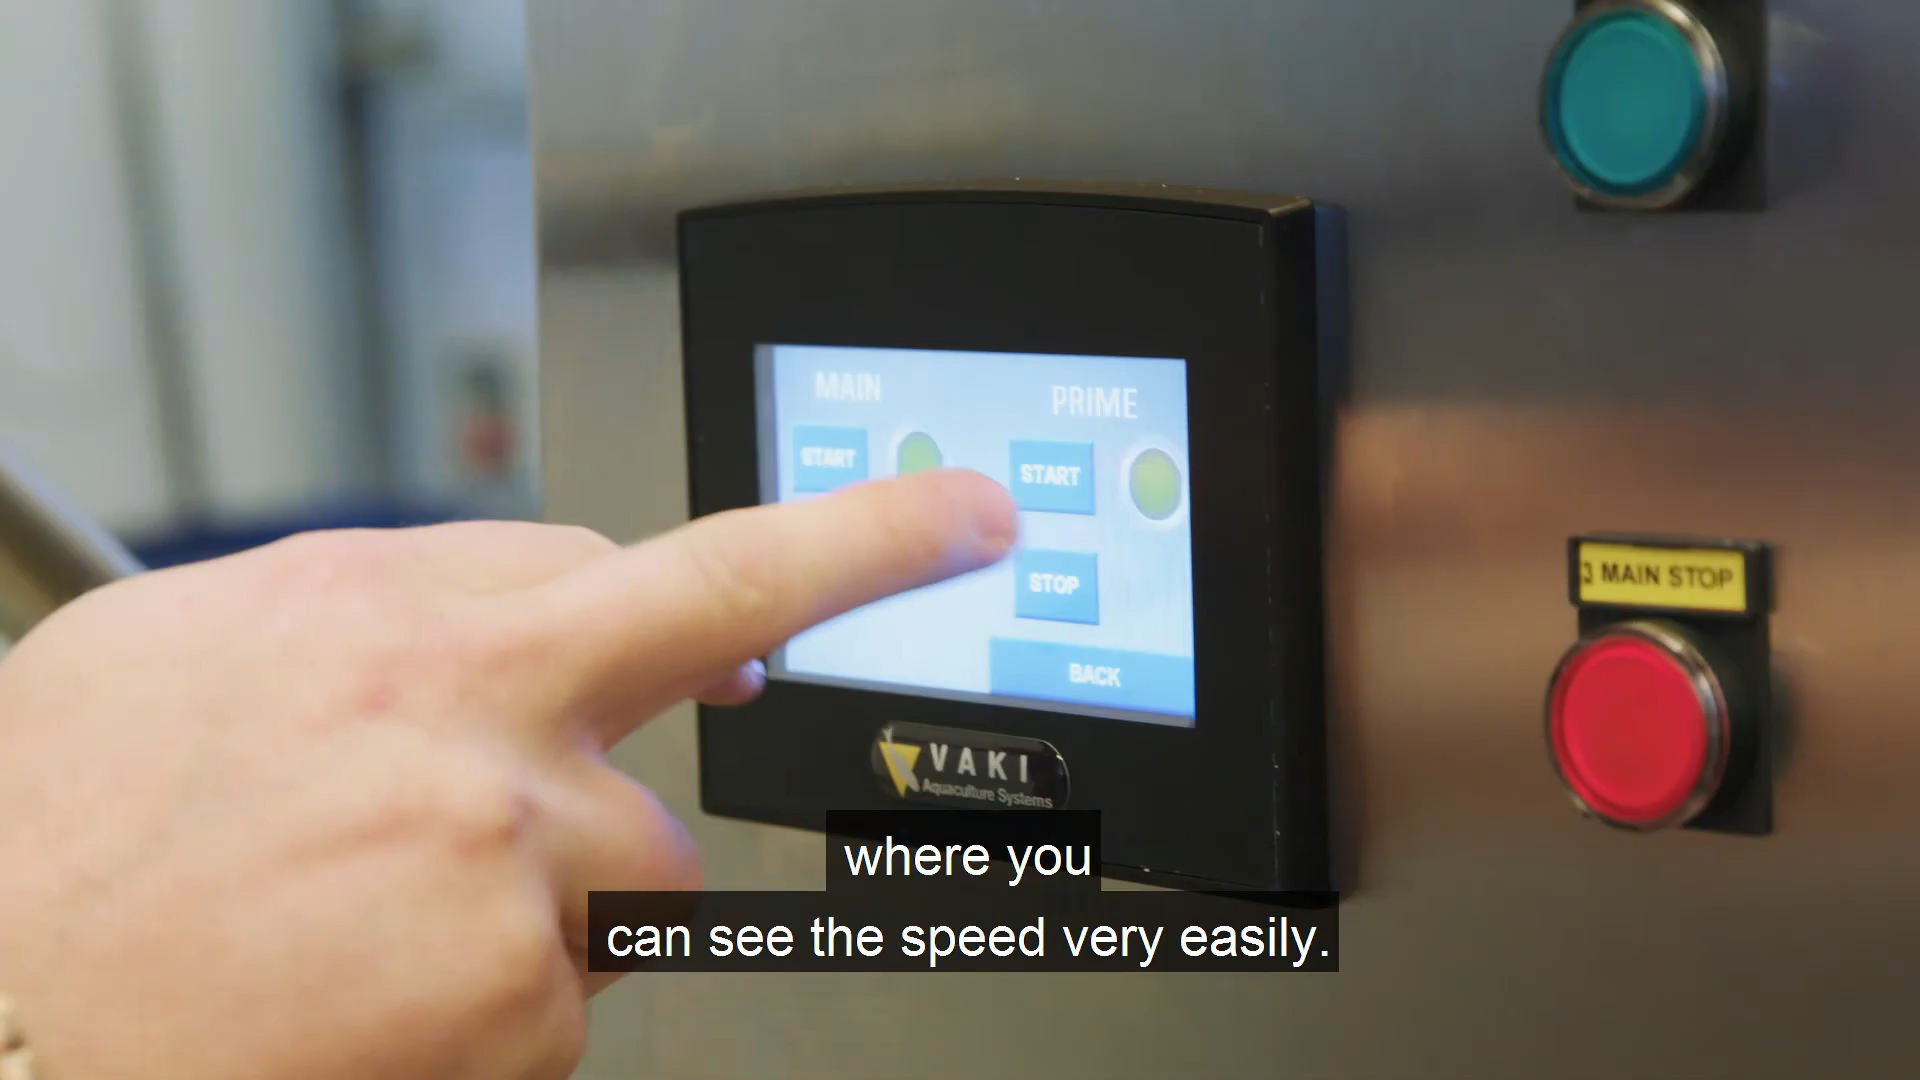 MAIN
PRIME
START
START
STOP
BACK
VAKI
Aquaculture Systems
3 MAIN STOP
where you
can see the speed very easily.